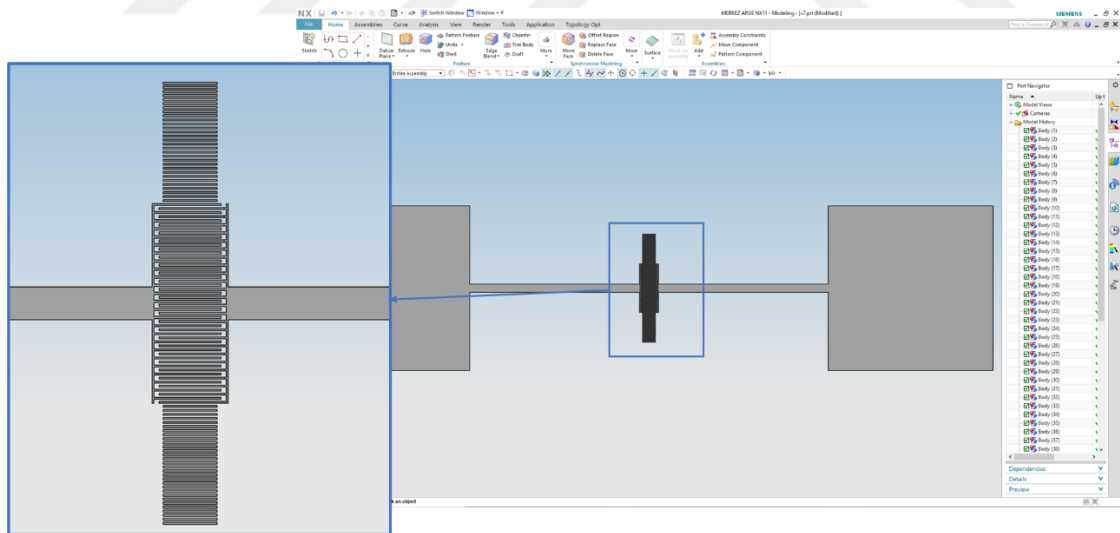 NX
Switch Window Window
MERKEZ ARGE NX11 - Modeling - [v7.prt (Modified) ]
SIEMENS
File Home Assemblies Curve Analysis View Render Tools Application Topology Opt
Find a Command
Sketch
Datum Plane
Extrude
Hole
Pattern Feature
Unite
Shell
Edge Blend
Chamfer
Trim Body
Draft
More
Feature
Move Face
Offset Region
Replace Face
Delete Face
More
Synchronous Modeling
Surface
Add
Assembly Constraints
Move Component
Pattern Component
Assemblies
Entire Assembly
Part Navigator
Name
Model Views
Cameras
Model History
Body (1)
Body (2)
Body (3)
Body (4)
Body (5)
Body (6)
Body (7)
Body (8)
Body (9)
Body (10)
Body (11)
Body (12)
Body (13)
Body (14)
Body (15)
Body (16)
Body (17)
Body (18)
Body (19)
Body (20)
Body (21)
Body (22)
Body (23)
Body (24)
Body (25)
Body (26)
Body (27)
Body (28)
Body (29)
Body (30)
Body (31)
Body (32)
Body (33)
Body (34)
Body (35)
Body (36)
Body (37)
Body (38)
Dependencies
Details
Preview
an object